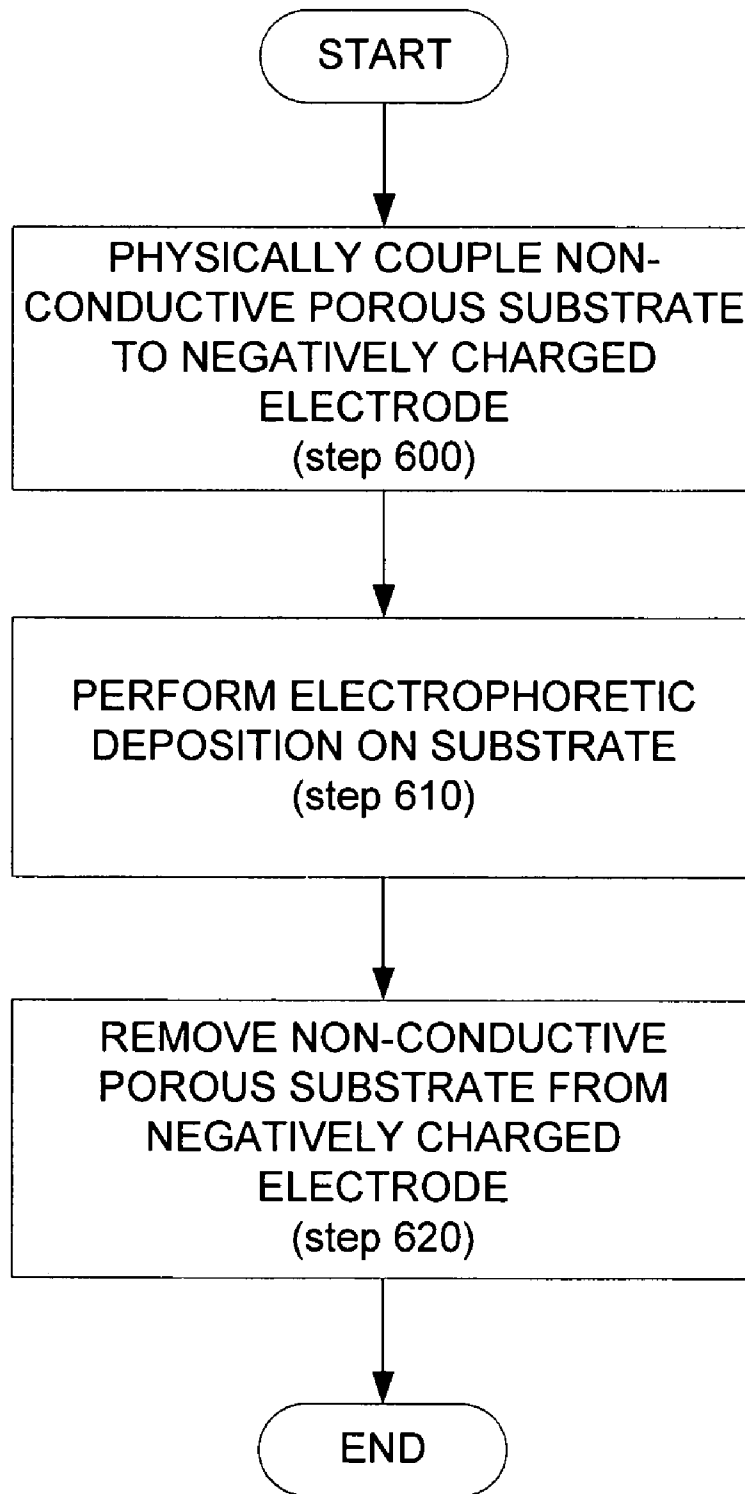 START
PHYSICALLY COUPLE NON-
CONDUCTIVE POROUS SUBSTRATE
TO NEGATIVELY CHARGED
ELECTRODE
(step 600)
PERFORM ELECTROPHORETIC
DEPOSITION ON SUBSTRATE
(step 610)
REMOVE NON-CONDUCTIVE
POROUS SUBSTRATE FROM
NEGATIVELY CHARGED
ELECTRODE
(step 620)
END